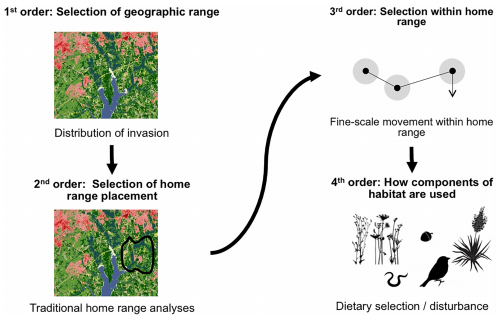 1st order: Selection of geographic range
Distribution of invasion
2nd order: Selection of home
range placement
Traditional home range analyses
3rd order: Selection within home
range
Fine-scale movement within home
range
4th order: How components of
habitat are used
Dietary selection / disturbance